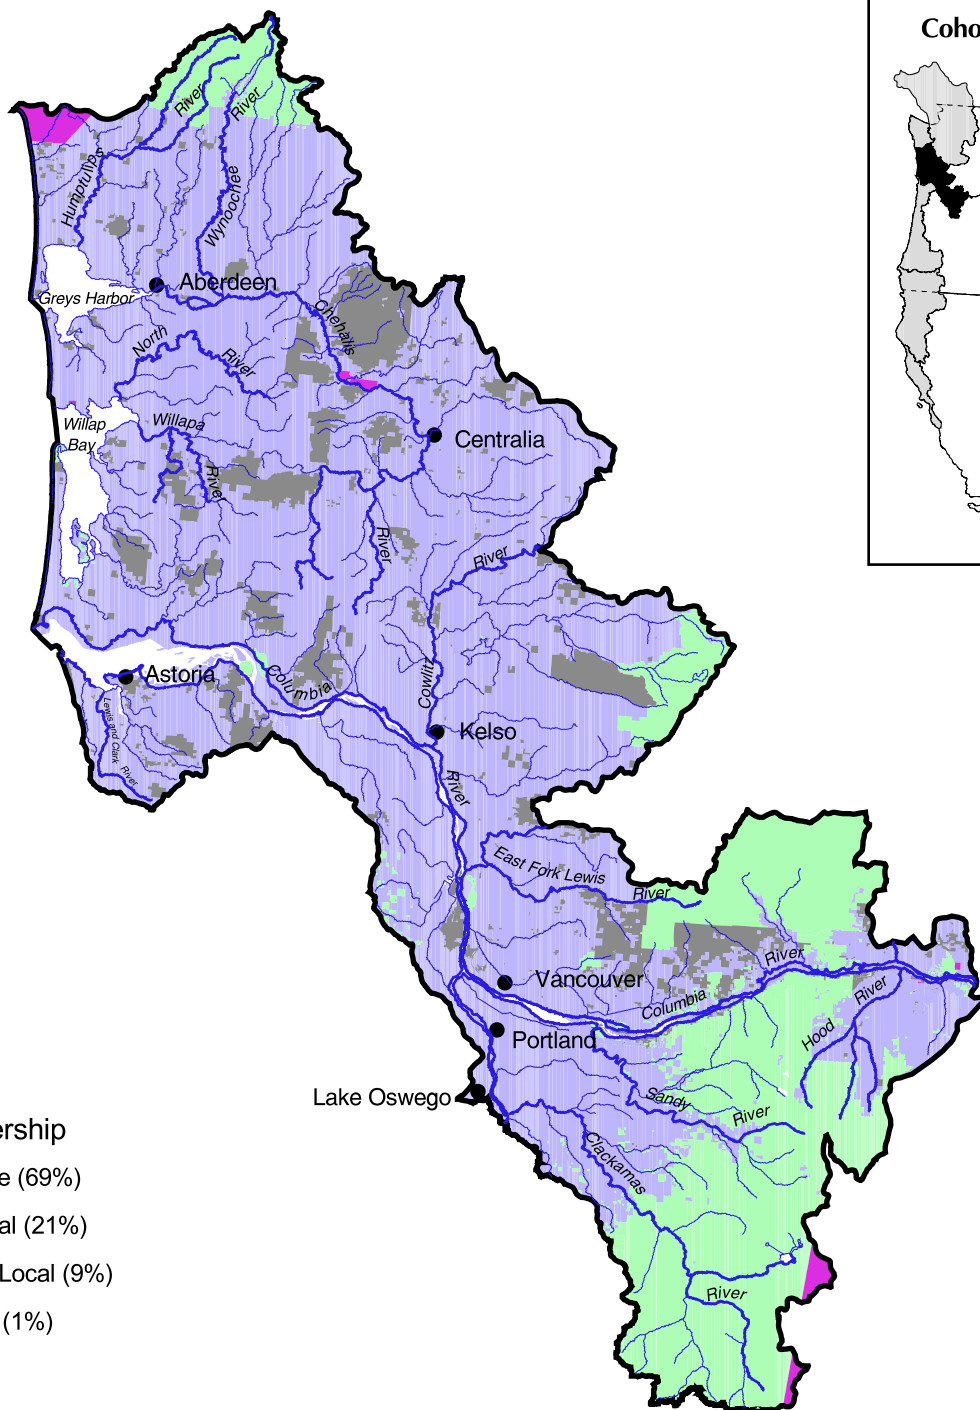 Coho
River
River
Humptulips
Wynoochee
Aberdeen
Greys Harbor
Chehalis
North
River
Willapa
River
Willap
Bay
Centralia
River
River
Cowlitz
Astoria
Columbia
Lewis and Clark
River
Kelso
River
East Fork Lewis
River
Vancouver
River
Columbia
River
Hood
Portland
Lake Oswego
Sandy
River
Clackamas
River
ership
e (69%)
al (21%)
Local (9%)
(1%)